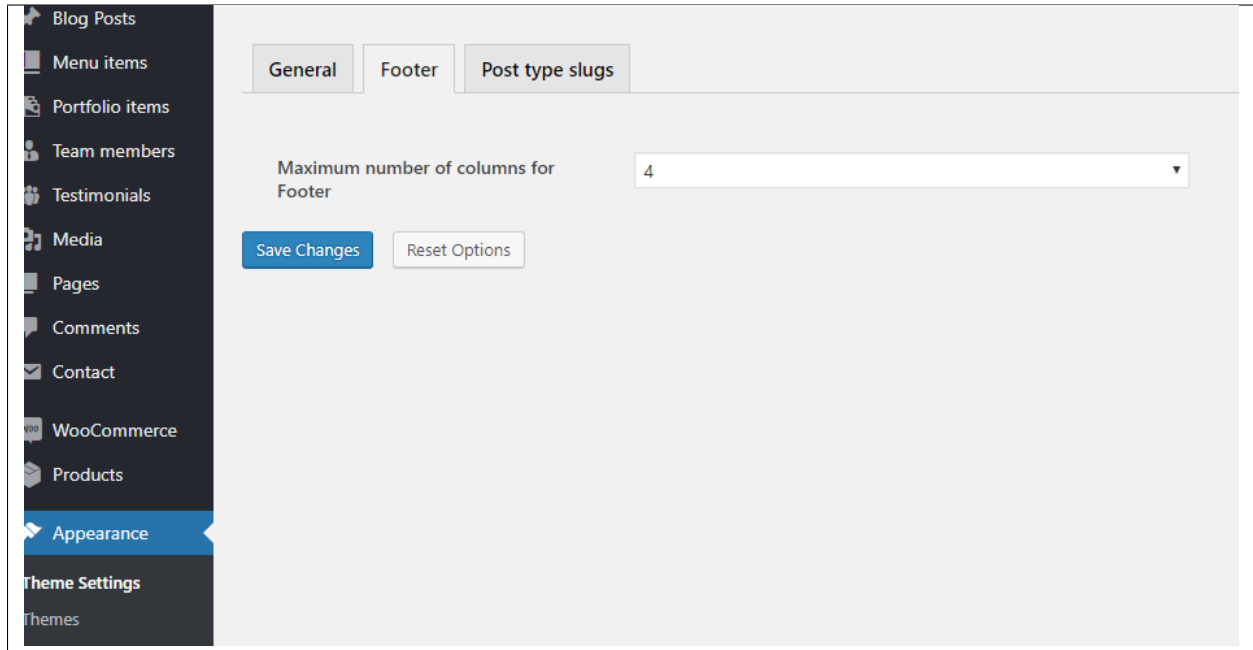 Blog Posts
Menu items
Portfolio items
Team members
Testimonials
Media
Pages
Comments
Contact
WooCommerce
Products
Appearance
Theme Settings
Themes
General
Footer
Post type slugs
Maximum number of columns for
Footer
4
Save Changes
Reset Options